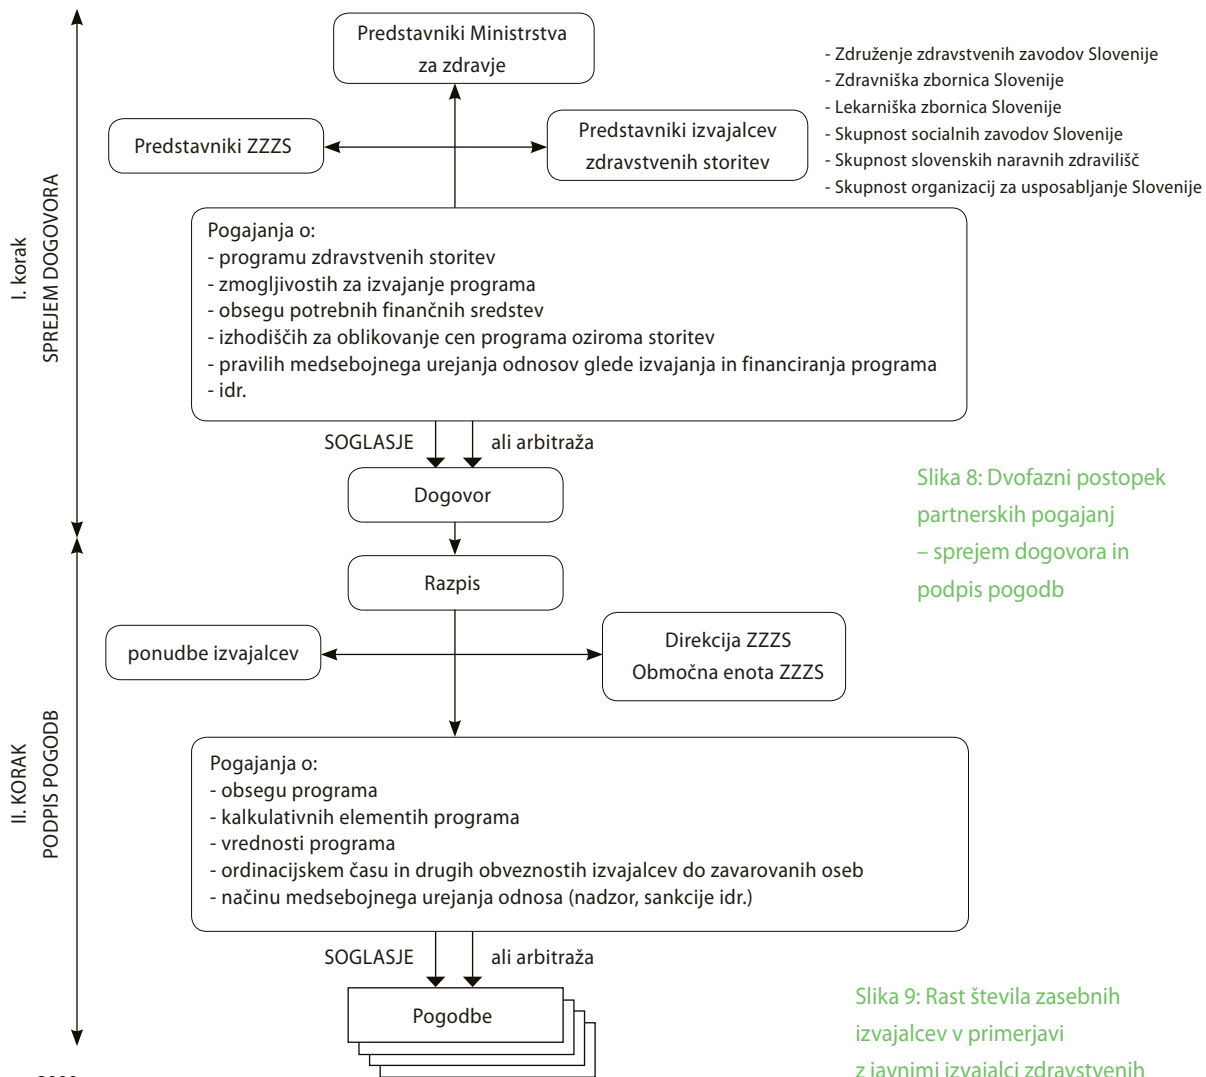 Predstavniki Ministrstva
za zdravje
- Združenje zdravstvenih zavodov Slovenije
- Zdravniška zbornica Slovenije
- Lekarniška zbornica Slovenije
- Skupnost socialnih zavodov Slovenije
- Skupnost slovenskih naravnih zdravilišč
- Skupnost organizacij za usposabljanje Slovenije
Predstavniki ZZZS
Predstavniki izvajalcev
zdravstvenih storitev
I. korak
SPREJEM DOGOVORA
Pogajanja o:
- programu zdravstvenih storitev
- zmogljivostih za izvajanje programa
- obsegu potrebnih finančnih sredstev
- izhodiščih za oblikovanje cen programa oziroma storitev
- pravilih medsebojnega urejanja odnosov glede izvajanja in financiranja programa
- idr.
SOGLASJE
ali arbitraža
Dogovor
Slika 8: Dvofazni postopek
partnerskih pogajanj
– sprejem dogovora in
podpis pogodb
Razpis
ponudbe izvajalcev
Direkcija ZZZS
Območna enota ZZZS
II. KORAK
PODPIS POGODB
Pogajanja o:
- obsegu programa
- kalkulativnih elementih programa
- vrednosti programa
- ordinacijskem času in drugih obveznostih izvajalcev do zavarovanih oseb
- načinu medsebojnega urejanja odnosa (nadzor, sankcije idr.)
SOGLASJE
ali arbitraža
Pogodbe
Slika 9: Rast števila zasebnih
izvajalcev v primerjavi
z javnimi izvajalci zdravstvenih